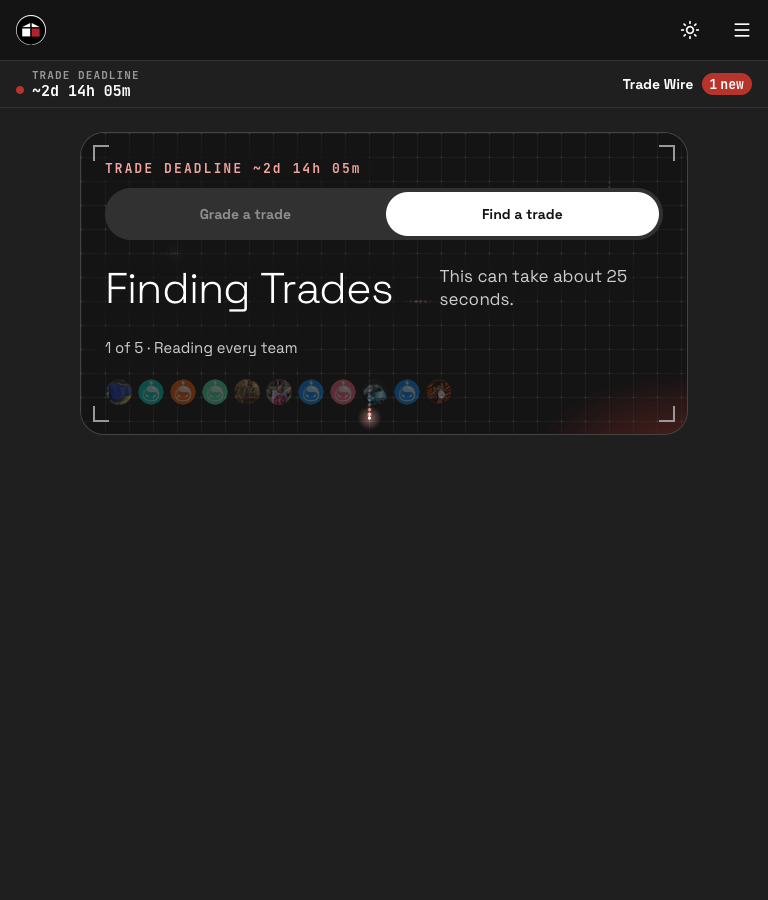 TRADE DEADLINE
~2d 14h 05m
Trade Wire
1 new
TRADE DEADLINE ~2d 14h 05m
Grade a trade
Find a trade
Finding Trades
This can take about 25
seconds.
1 of 5 · Reading every team